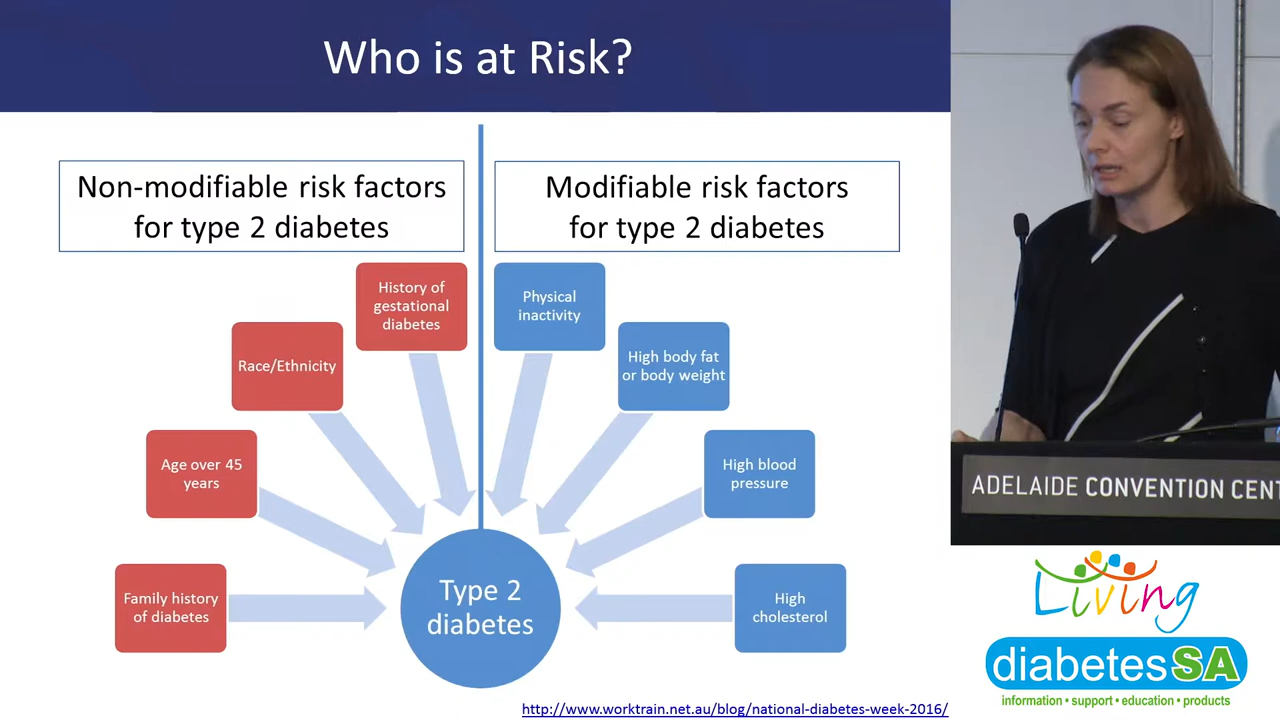 Who is at Risk?
Non-modifiable risk factors
for type 2 diabetes
Modifiable risk factors
for type 2 diabetes
History of
gestational
diabetes
Physical
inactivity
Race/Ethnicity
High body fat
or body weight
Age over 45
years
High blood
pressure
Family history
of diabetes
Type 2
diabetes
High
cholesterol
http://www.worktrain.net.au/blog/national-diabetes-week-2016/
ADELAIDE CONVENTION CENT
Living
diabetesSA
information • support • education • products